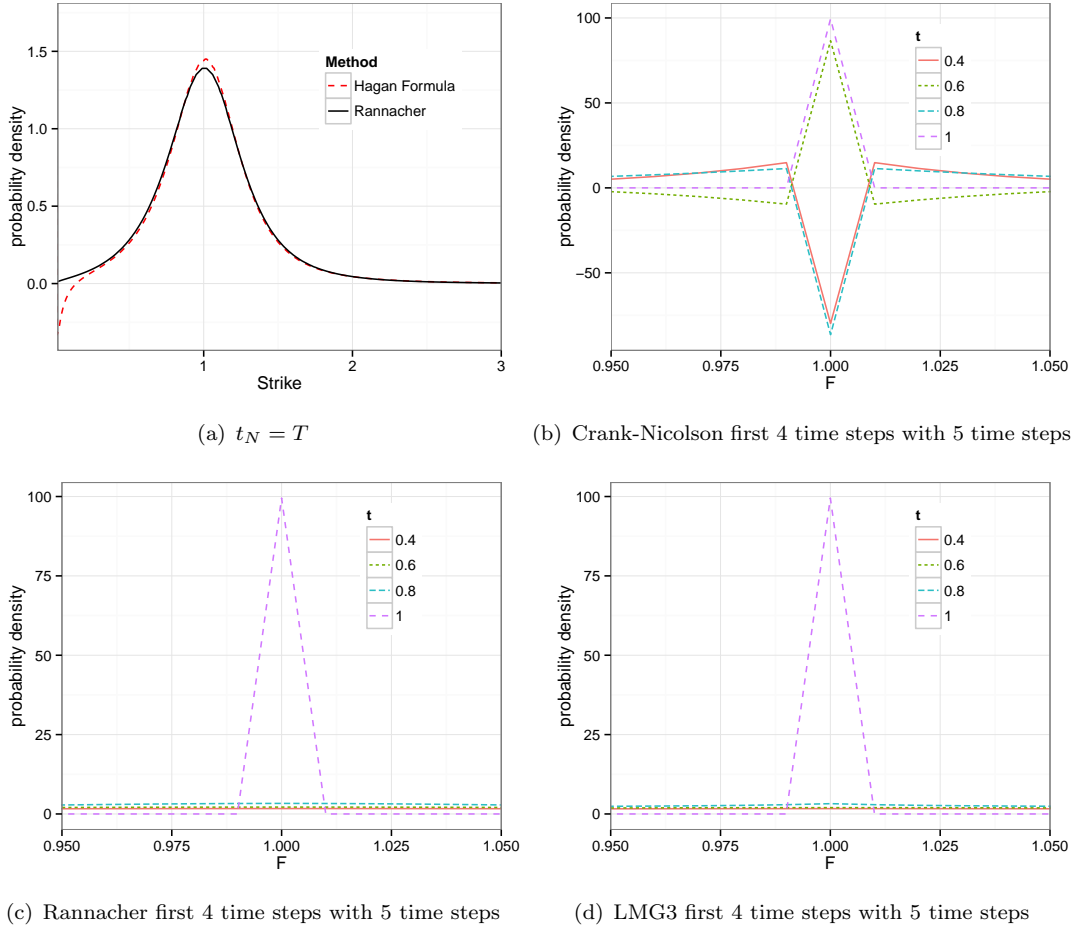 1.5
1.0
0.5
0.0
probability density
Method
Hagan Formula
Rannacher
1
2
3
Strike
(a) t_N = T
100
50
0
−50
probability density
t
0.4
0.6
0.8
1
0.950
0.975
1.000
1.025
1.050
F
(b) Crank-Nicolson first 4 time steps with 5 time steps
100
75
50
25
0
probability density
t
0.4
0.6
0.8
1
0.950
0.975
1.000
1.025
1.050
F
(c) Rannacher first 4 time steps with 5 time steps
100
75
50
25
0
probability density
t
0.4
0.6
0.8
1
0.950
0.975
1.000
1.025
1.050
F
(d) LMG3 first 4 time steps with 5 time steps